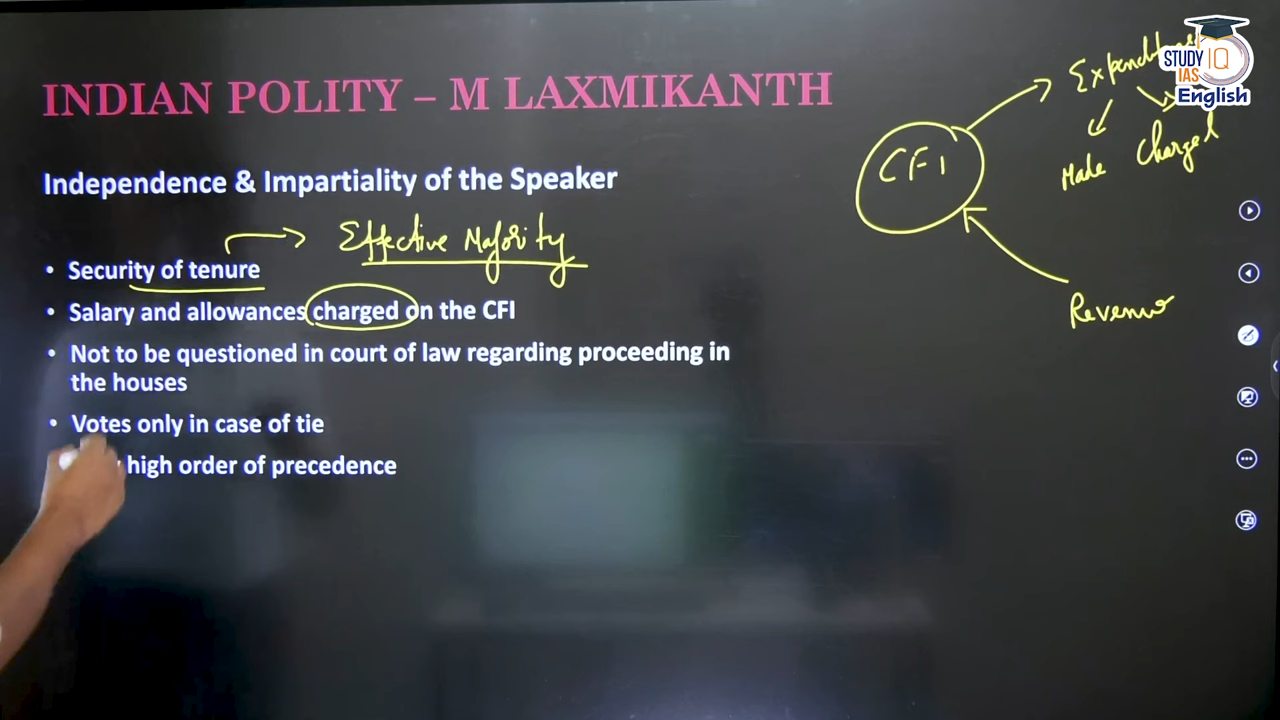 INDIAN POLITY – M LAXMIKANTH
STUDY IQ
IAS
English
Expenditure
Made Charged
CFI
Revenue
Independence & Impartiality of the Speaker
Effective Majority
• Security of tenure
• Salary and allowances charged on the CFI
• Not to be questioned in court of law regarding proceeding in
the houses
• Votes only in case of tie
high order of precedence